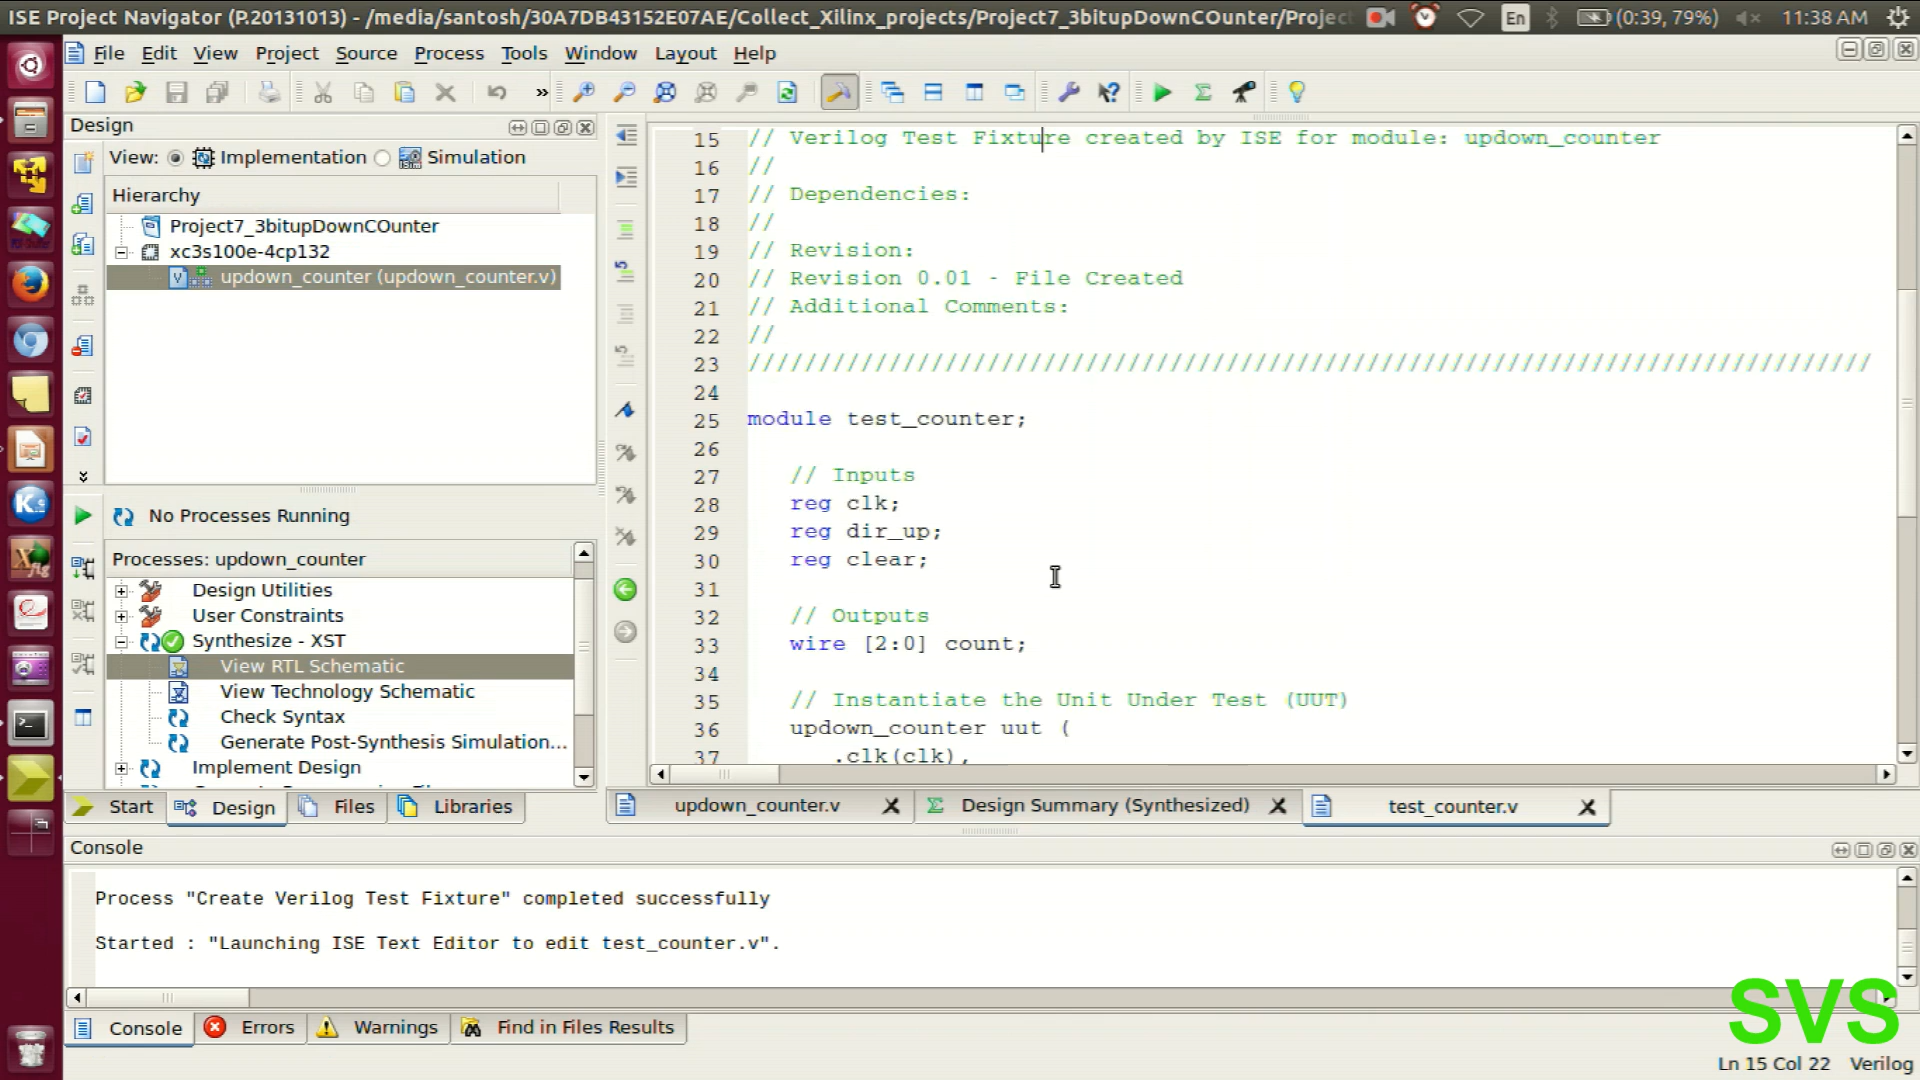 ISE Project Navigator (P.20131013) - /media/santosh/30A7DB43152E07AE/Collect_Xilinx_projects/Project7_3bitupDownCOunter/Projec
En
(0:39, 79%)
11:38 AM
File Edit View Project Source Process Tools Window Layout Help
Design
View: Implementation Simulation
Hierarchy
Project7_3bitupDownCOunter
xc3s100e-4cp132
updown_counter (updown_counter.v)
No Processes Running
Processes: updown_counter
Design Utilities
User Constraints
Synthesize - XST
View RTL Schematic
View Technology Schematic
Check Syntax
Generate Post-Synthesis Simulation...
Implement Design
Start Design Files Libraries
15 // Verilog Test Fixture created by ISE for module: updown_counter
16 //
17 // Dependencies:
18 //
19 // Revision:
20 // Revision 0.01 - File Created
21 // Additional Comments:
22 //
23 ////////////////////////////////////////////////////////////////////////////////
24
25 module test_counter;
26
27 // Inputs
28 reg clk;
29 reg dir_up;
30 reg clear;
31
32 // Outputs
33 wire [2:0] count;
34
35 // Instantiate the Unit Under Test (UUT)
36 updown_counter uut (
37 .clk(clk),
updown_counter.v Design Summary (Synthesized) test_counter.v
Console
Process "Create Verilog Test Fixture" completed successfully
Started : "Launching ISE Text Editor to edit test_counter.v".
Console Errors Warnings Find in Files Results
SVS
Ln 15 Col 22 Verilog